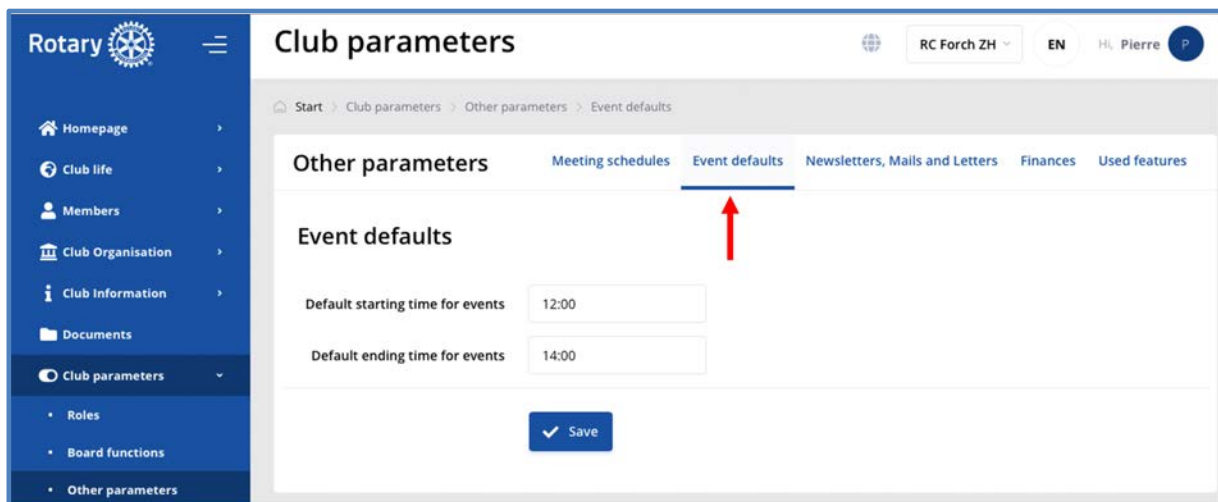 Rotary
Club parameters
RC Forch ZH
EN
Hi, Pierre
P
Start > Club parameters > Other parameters > Event defaults
Homepage
Club life
Members
Club Organisation
Club Information
Documents
Club parameters
• Roles
• Board functions
• Other parameters
Other parameters
Meeting schedules
Event defaults
Newsletters, Mails and Letters
Finances
Used features
Event defaults
Default starting time for events 12:00
Default ending time for events 14:00
Save